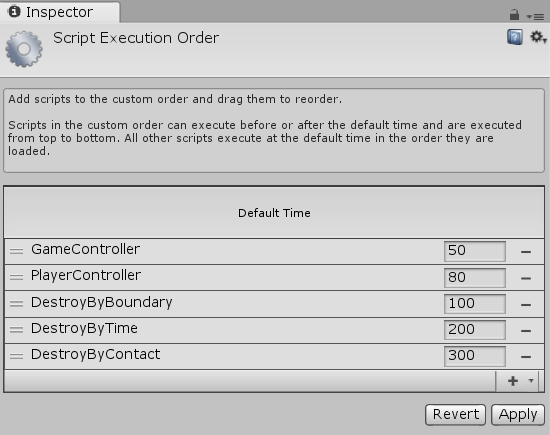 Inspector
Script Execution Order
Add scripts to the custom order and drag them to reorder.
Scripts in the custom order can execute before or after the default time and are executed
from top to bottom. All other scripts execute at the default time in the order they are
loaded.
Default Time
GameController 50
PlayerController 80
DestroyByBoundary 100
DestroyByTime 200
DestroyByContact 300
Revert Apply